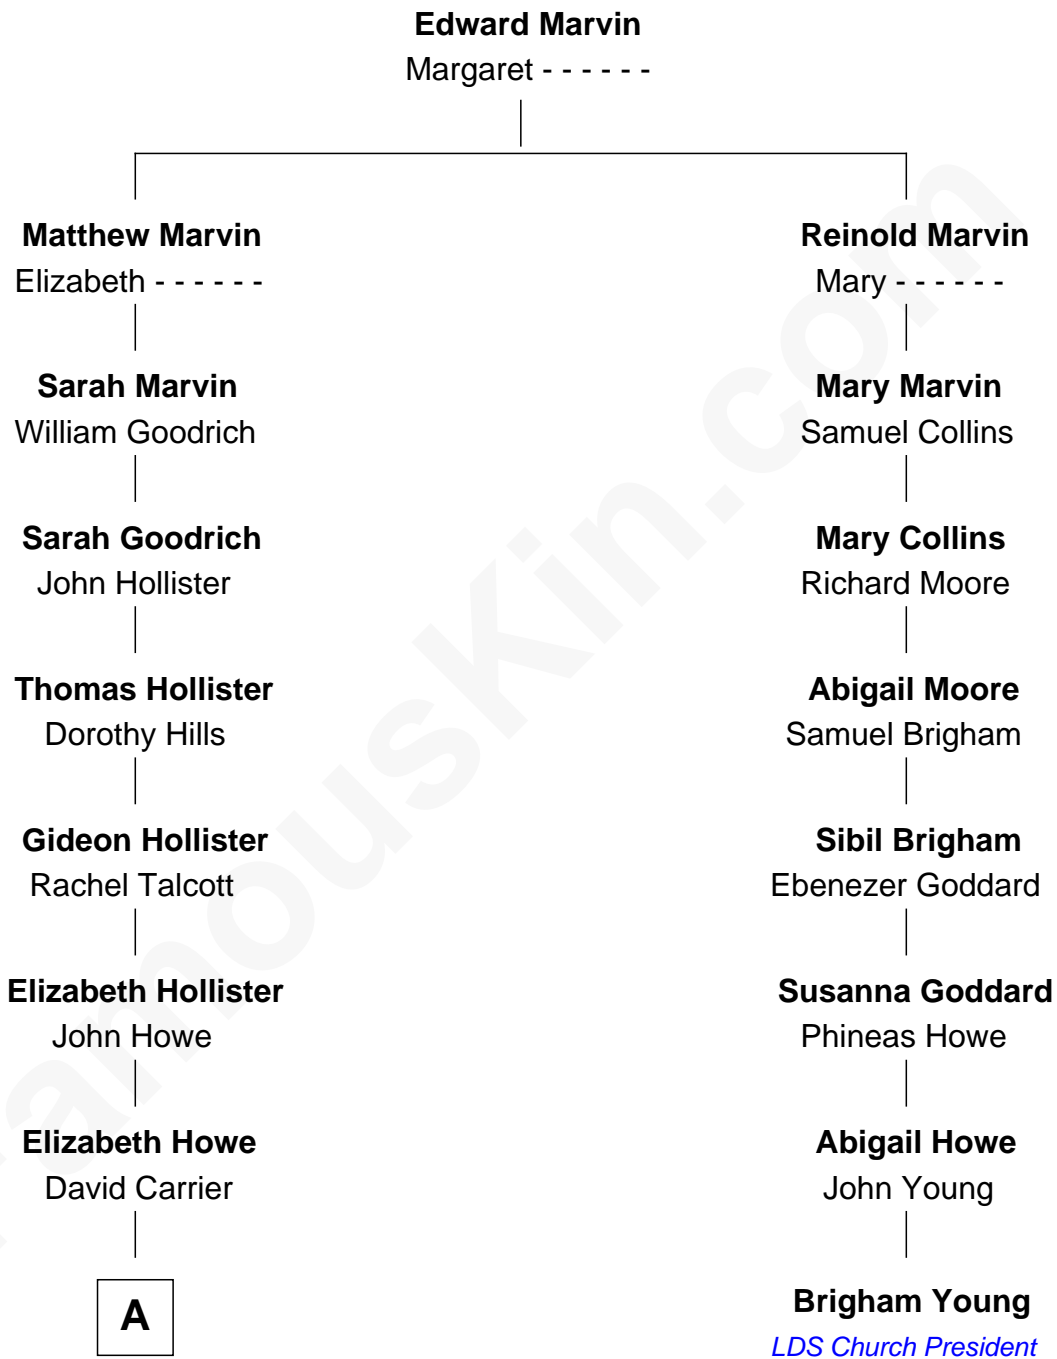 Edward Marvin
Margaret - - - - - -
Matthew Marvin
Elizabeth - - - - - -
Sarah Marvin
William Goodrich
Sarah Goodrich
John Hollister
Thomas Hollister
Dorothy Hills
Gideon Hollister
Rachel Talcott
Elizabeth Hollister
John Howe
Elizabeth Howe
David Carrier
A
Reinold Marvin
Mary - - - - - -
Mary Marvin
Samuel Collins
Mary Collins
Richard Moore
Abigail Moore
Samuel Brigham
Sibil Brigham
Ebenezer Goddard
Susanna Goddard
Phineas Howe
Abigail Howe
John Young
Brigham Young
LDS Church President
FamousKin.com